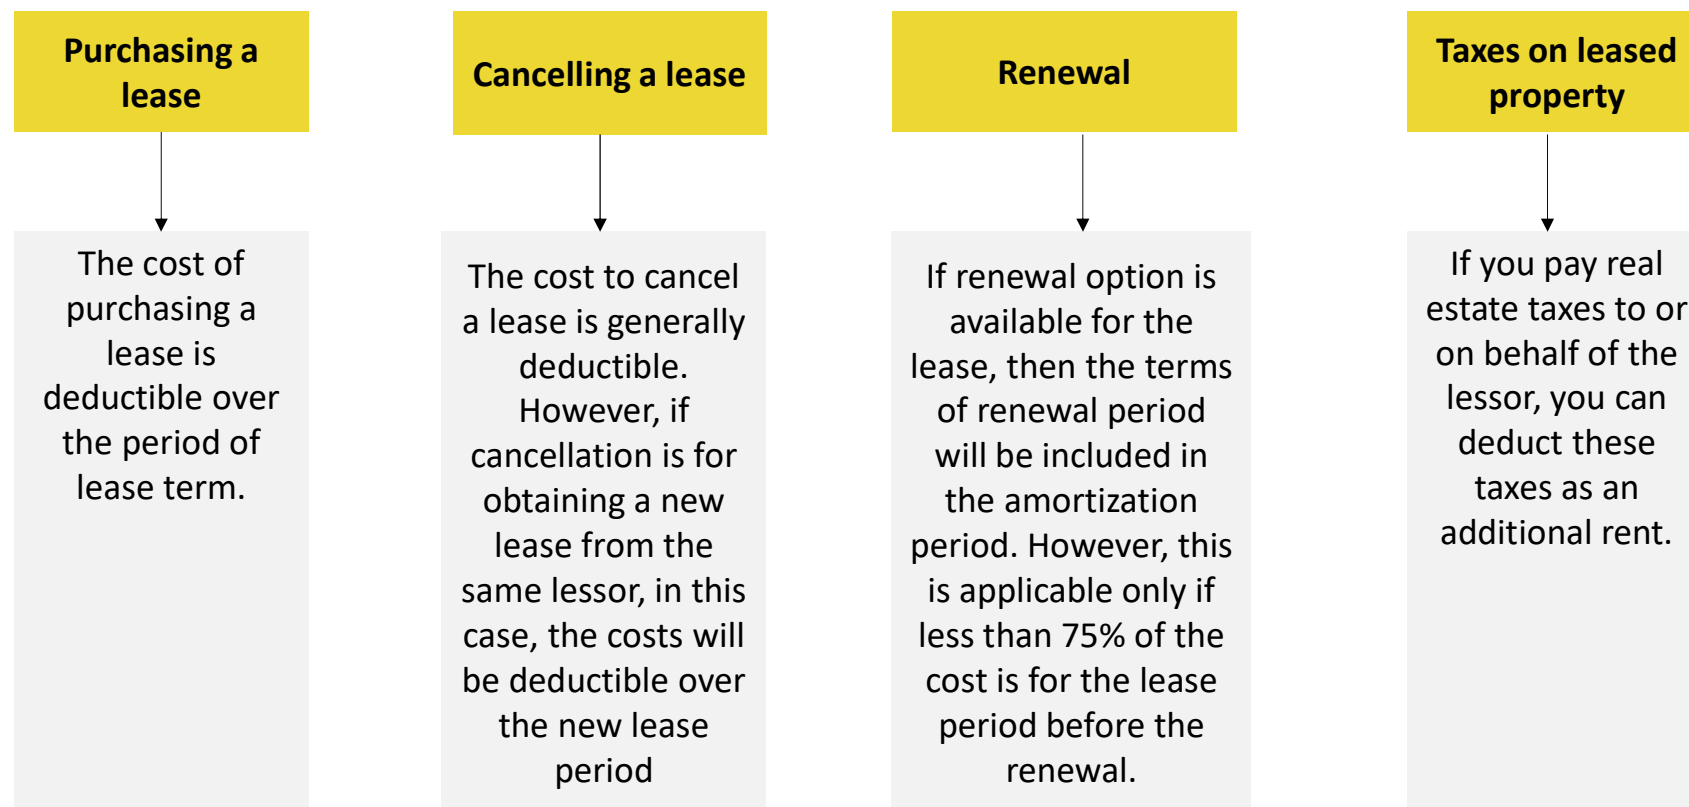 Purchasing a
lease
The cost of
purchasing a
lease is
deductible over
the period of
lease term.
Cancelling a lease
The cost to cancel
a lease is generally
deductible.
However, if
cancellation is for
obtaining a new
lease from the
same lessor, in this
case, the costs will
be deductible over
the new lease
period
Renewal
If renewal option is
available for the
lease, then the terms
of renewal period
will be included in
the amortization
period. However, this
is applicable only if
less than 75% of the
cost is for the lease
period before the
renewal.
Taxes on leased
property
If you pay real
estate taxes to or
on behalf of the
lessor, you can
deduct these
taxes as an
additional rent.